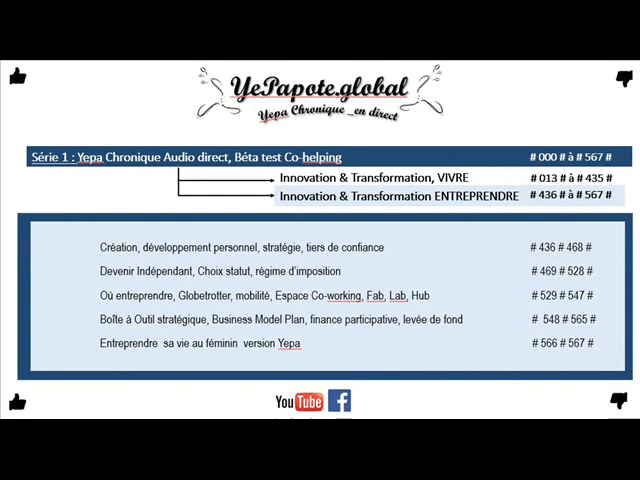 YePapote.global
Yepa Chronique _en direct
Série 1 : Yepa Chronique Audio direct, Béta test Co-helping # 000 # à # 567 #
Innovation & Transformation, VIVRE # 013 # à # 435 #
Innovation & Transformation ENTREPRENDRE # 436 # à # 567 #
Création, développement personnel, stratégie, tiers de confiance # 436 # 468 #
Devenir Indépendant, Choix statut, régime d'imposition # 469 # 528 #
Où entreprendre, Globetrotter, mobilité, Espace Co-working, Fab, Lab, Hub # 529 # 547 #
Boîte à Outil stratégique, Business Model Plan, finance participative, levée de fond # 548 # 565 #
Entreprendre sa vie au féminin version Yepa # 566 # 567 #
YouTube f